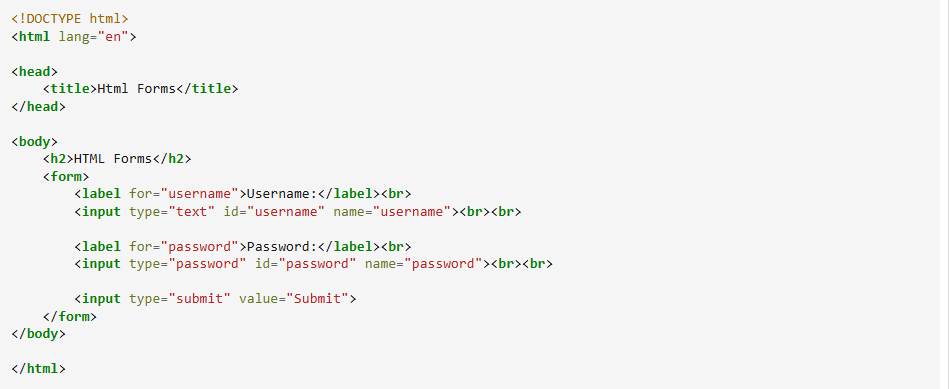 <!DOCTYPE html>
<html lang="en">
<head>
<title>Html Forms</title>
</head>
<body>
<h2>HTML Forms</h2>
<form>
<label for="username">Username:</label><br>
<input type="text" id="username" name="username"><br><br>
<label for="password">Password:</label><br>
<input type="password" id="password" name="password"><br><br>
<input type="submit" value="Submit">
</form>
</body>
</html>